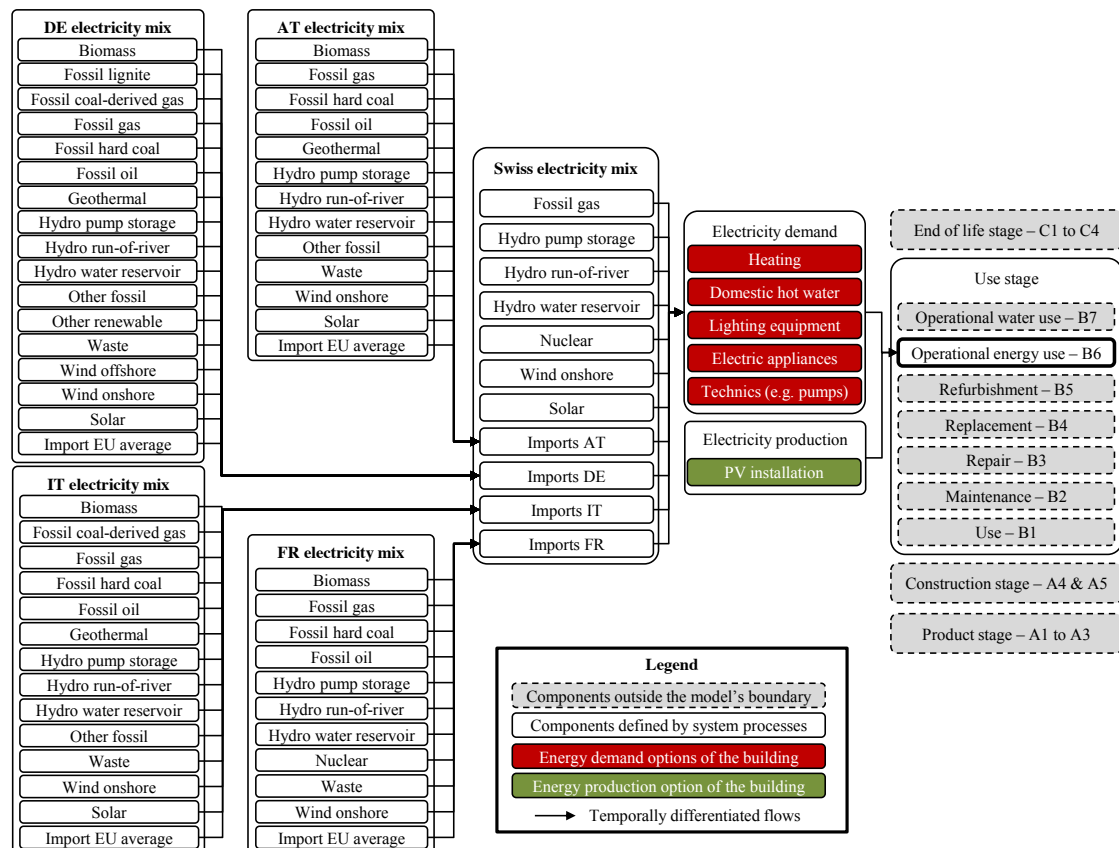 DE electricity mix
Biomass
Fossil lignite
Fossil coal-derived gas
Fossil gas
Fossil hard coal
Fossil oil
Geothermal
Hydro pump storage
Hydro run-of-river
Hydro water reservoir
Other fossil
Other renewable
Waste
Wind offshore
Wind onshore
Solar
Import EU average
IT electricity mix
Biomass
Fossil coal-derived gas
Fossil gas
Fossil hard coal
Fossil oil
Geothermal
Hydro pump storage
Hydro run-of-river
Hydro water reservoir
Other fossil
Waste
Wind onshore
Solar
Import EU average
AT electricity mix
Biomass
Fossil gas
Fossil hard coal
Fossil oil
Geothermal
Hydro pump storage
Hydro run-of-river
Hydro water reservoir
Other fossil
Waste
Wind onshore
Solar
Import EU average
FR electricity mix
Biomass
Fossil gas
Fossil hard coal
Fossil oil
Hydro pump storage
Hydro run-of-river
Hydro water reservoir
Nuclear
Waste
Wind onshore
Import EU average
Swiss electricity mix
Fossil gas
Hydro pump storage
Hydro run-of-river
Hydro water reservoir
Nuclear
Wind onshore
Solar
Imports AT
Imports DE
Imports IT
Imports FR
Electricity demand
Heating
Domestic hot water
Lighting equipment
Electric appliances
Technics (e.g. pumps)
Electricity production
PV installation
End of life stage – C1 to C4
Use stage
Operational water use – B7
Operational energy use – B6
Refurbishment – B5
Replacement – B4
Repair – B3
Maintenance – B2
Use – B1
Construction stage – A4 & A5
Product stage – A1 to A3
Legend
Components outside the model's boundary
Components defined by system processes
Energy demand options of the building
Energy production option of the building
Temporally differentiated flows